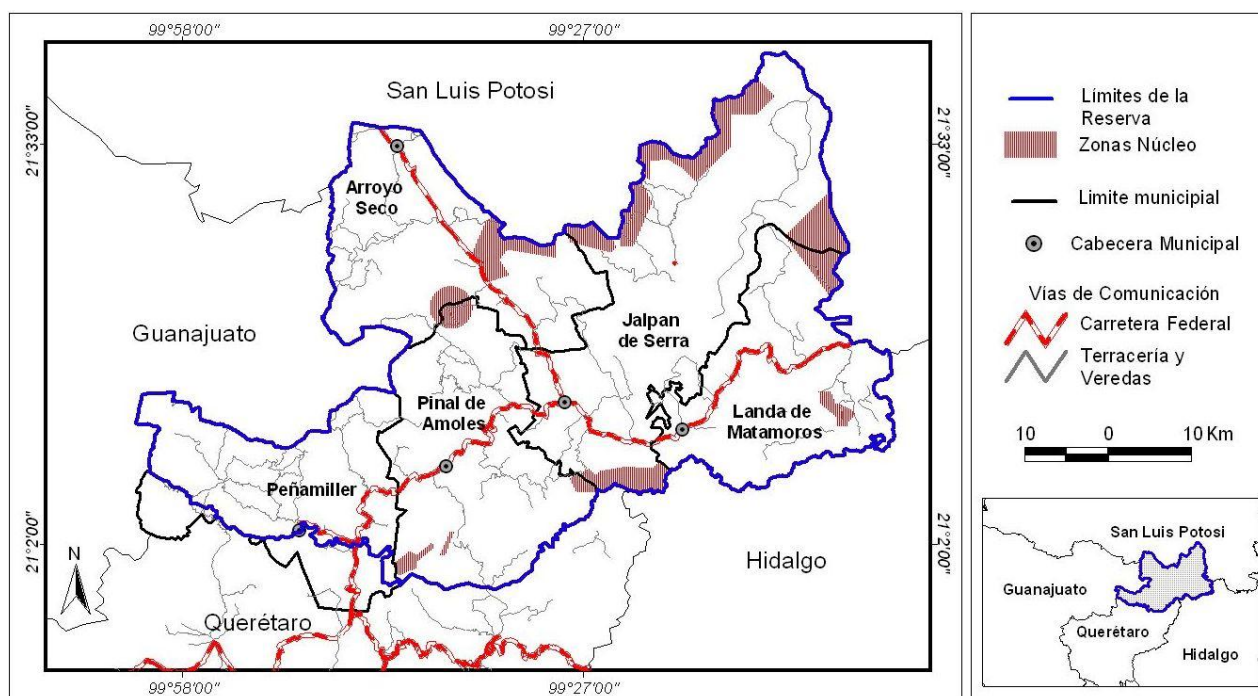 99°58'00"
99°27'00"
San Luis Potosi
21°33'00"
21°33'00"
Arroyo
Seco
Guanajuato
Jalpan
de Serra
Pinal de
Amoles
Landa de
Matamoros
Peñamiller
21°2'00"
21°2'00"
N
Hidalgo
Querétaro
99°58'00"
99°27'00"
Límites de la
Reserva
Zonas Núcleo
Limite municipial
Cabecera Municipal
Vías de Comunicación
Carretera Federal
Terracería y
Veredas
10 0 10 Km
San Luis Potosi
Guanajuato
Querétaro
Hidalgo